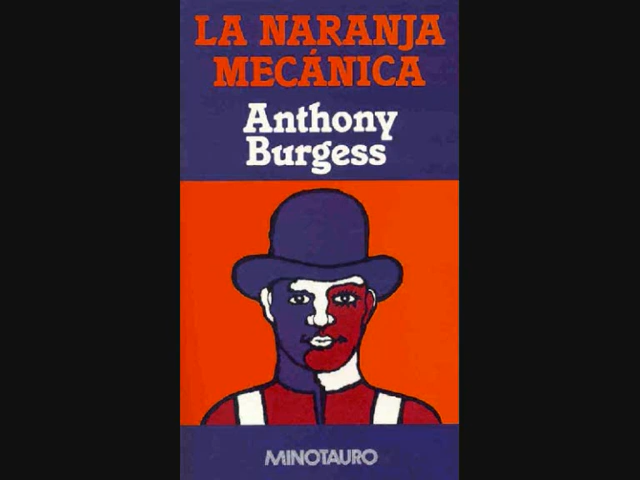 LA NARANJA
MECÁNICA
Anthony
Burgess
MINOTAURO